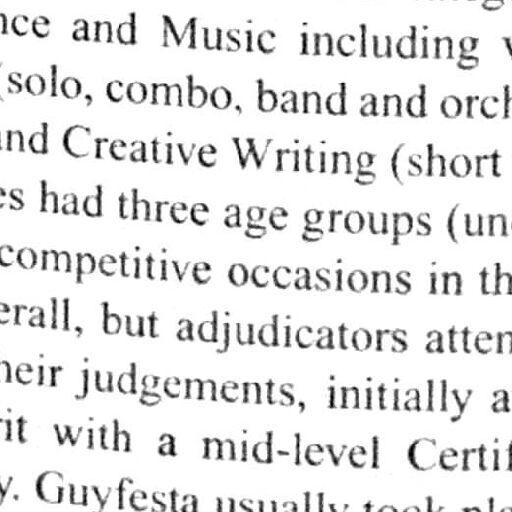 nce and Music including
(solo, combo, band and orch
nd Creative Writing (short
es had three age groups (un
competitive occasions in th
erall, but adjudicators atten
heir judgements, initially a
rit with a mid-level Certif
y. Guyfesta usually took pla